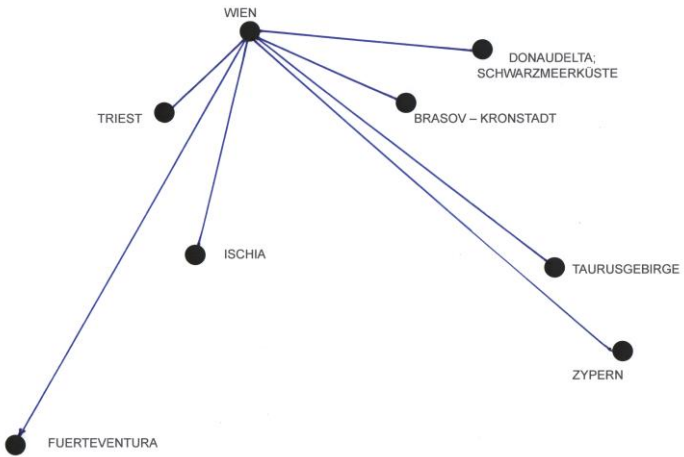 WIEN
DONAUDELTA;
SCHWARZMEERKÜSTE
TRIEST
BRASOV – KRONSTADT
ISCHIA
TAURUSGEBIRGE
ZYPERN
FUERTEVENTURA